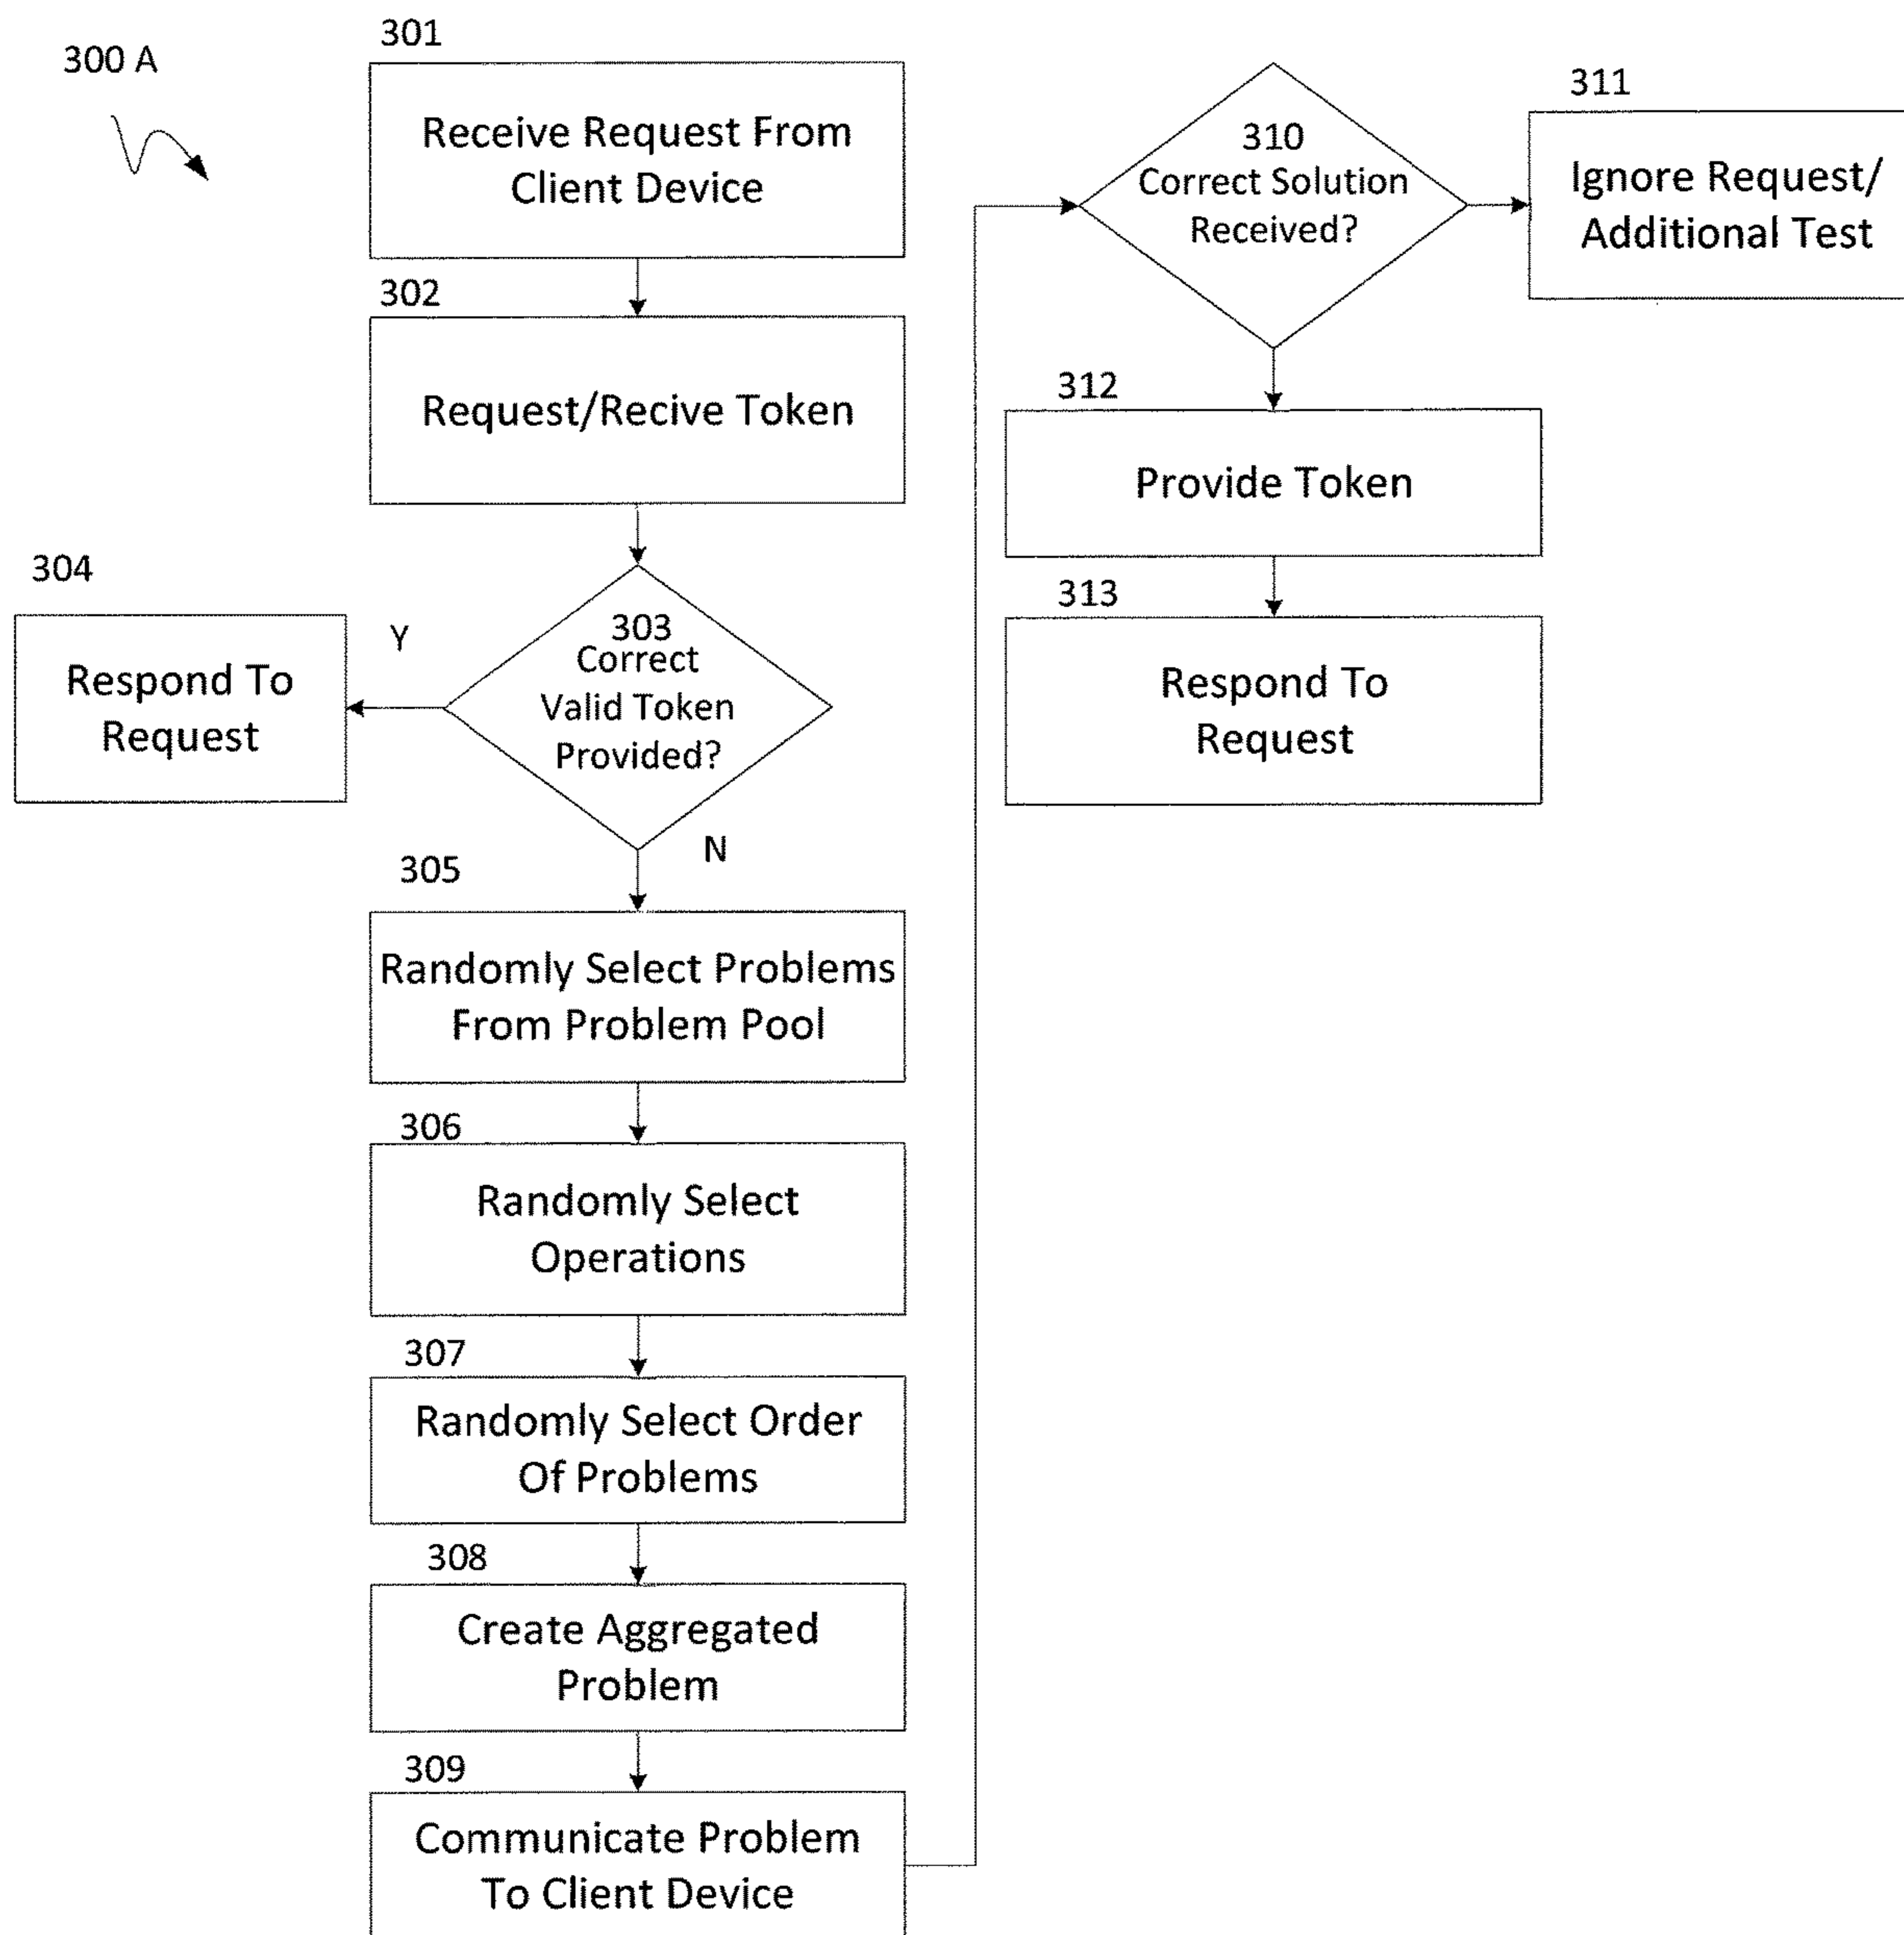 300 A
301
Receive Request From
Client Device
302
Request/Recive Token
303
Correct
Valid Token
Provided?
Y
304
Respond To
Request
N
305
Randomly Select Problems
From Problem Pool
306
Randomly Select
Operations
307
Randomly Select Order
Of Problems
308
Create Aggregated
Problem
309
Communicate Problem
To Client Device
310
Correct Solution
Received?
311
Ignore Request/
Additional Test
312
Provide Token
313
Respond To
Request